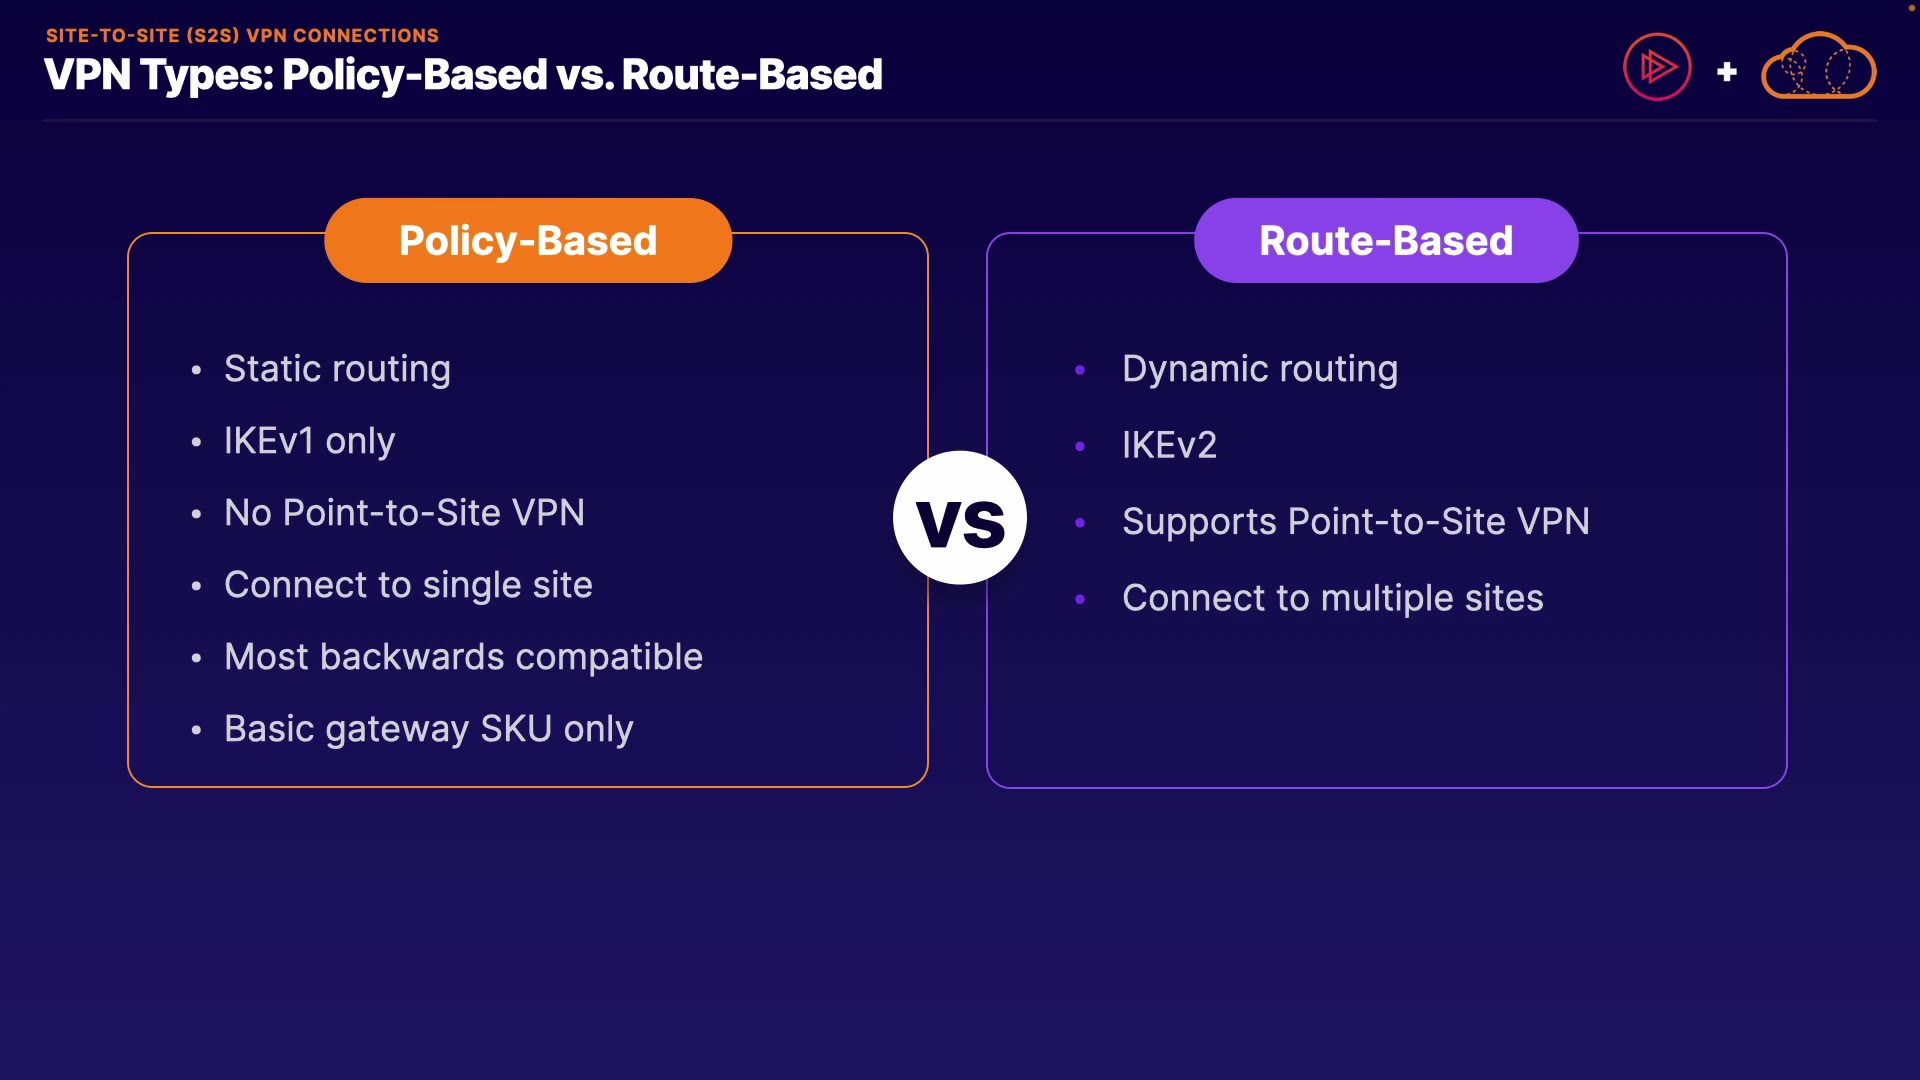 SITE-TO-SITE (S2S) VPN CONNECTIONS
VPN Types: Policy-Based vs. Route-Based
+
Policy-Based
• Static routing
• IKEv1 only
• No Point-to-Site VPN
• Connect to single site
• Most backwards compatible
• Basic gateway SKU only
VS
Route-Based
• Dynamic routing
• IKEv2
• Supports Point-to-Site VPN
• Connect to multiple sites